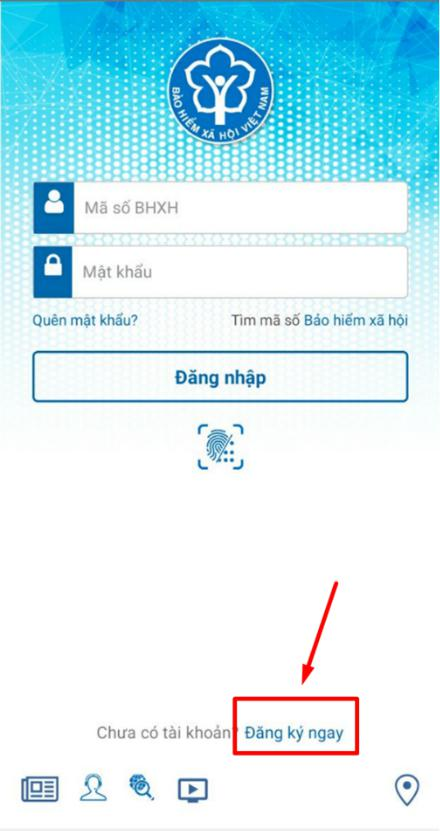 BẢO HIỂM XÃ HỘI VIỆT NAM
Mã số BHXH
Mật khẩu
Quên mật khẩu? Tìm mã số Bảo hiểm xã hội
Đăng nhập
Chưa có tài khoản? Đăng ký ngay